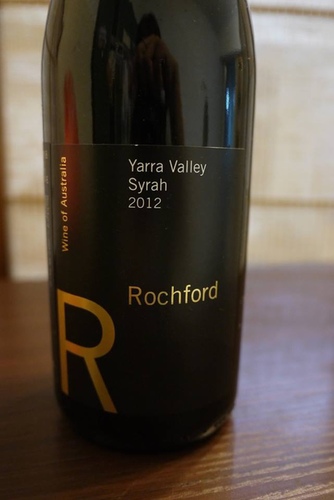 Yarra Valley
Syrah
2012
Wine of Australia
Rochford
R